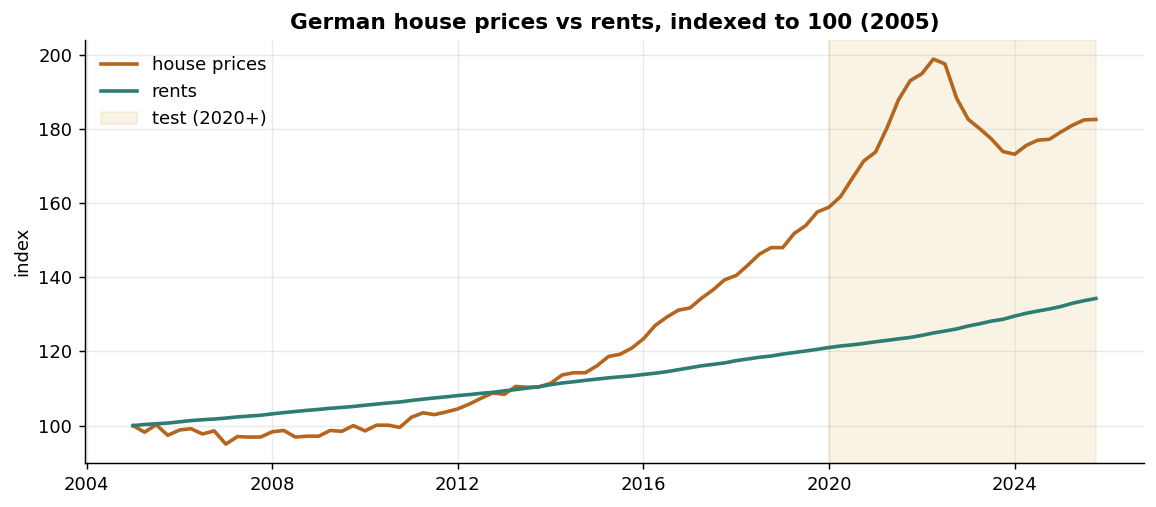 German house prices vs rents, indexed to 100 (2005)
house prices
rents
test (2020+)
index
200
180
160
140
120
100
2004
2008
2012
2016
2020
2024